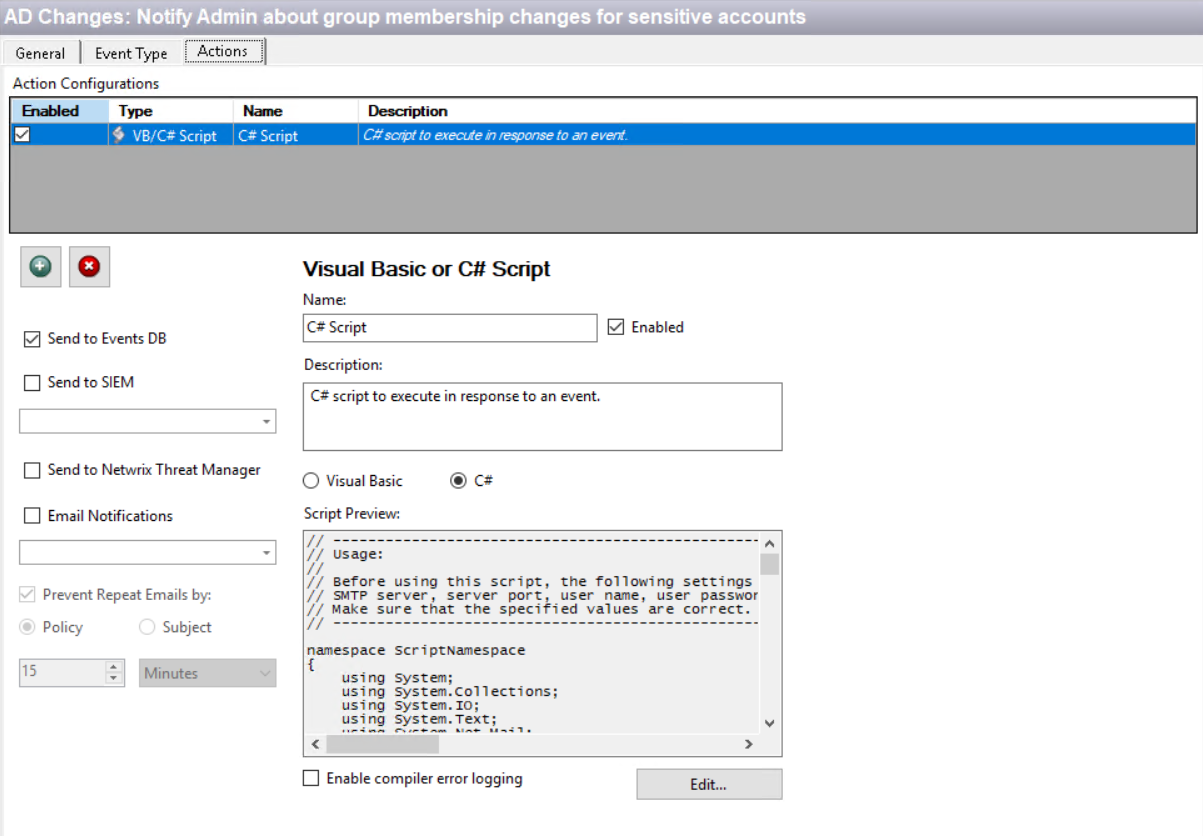 AD Changes: Notify Admin about group membership changes for sensitive accounts
General Event Type Actions
Action Configurations
Enabled Type Name Description
VB/C# Script C# Script C# script to execute in response to an event.
Visual Basic or C# Script
Name:
C# Script Enabled
Send to Events DB
Description:
Send to SIEM
C# script to execute in response to an event.
Send to Netwrix Threat Manager
Visual Basic C#
Email Notifications
Script Preview:
// -------------------------------------------------
// Usage:
//
// Before using this script, the following settings
// SMTP server, server port, user name, user passwor
// Make sure that the specified values are correct.
// -------------------------------------------------
namespace ScriptNamespace
{
using System;
using System.Collections;
using System.IO;
using System.Text;
using System.Net.Mail;
Prevent Repeat Emails by:
Policy Subject
15 Minutes
Enable compiler error logging
Edit...